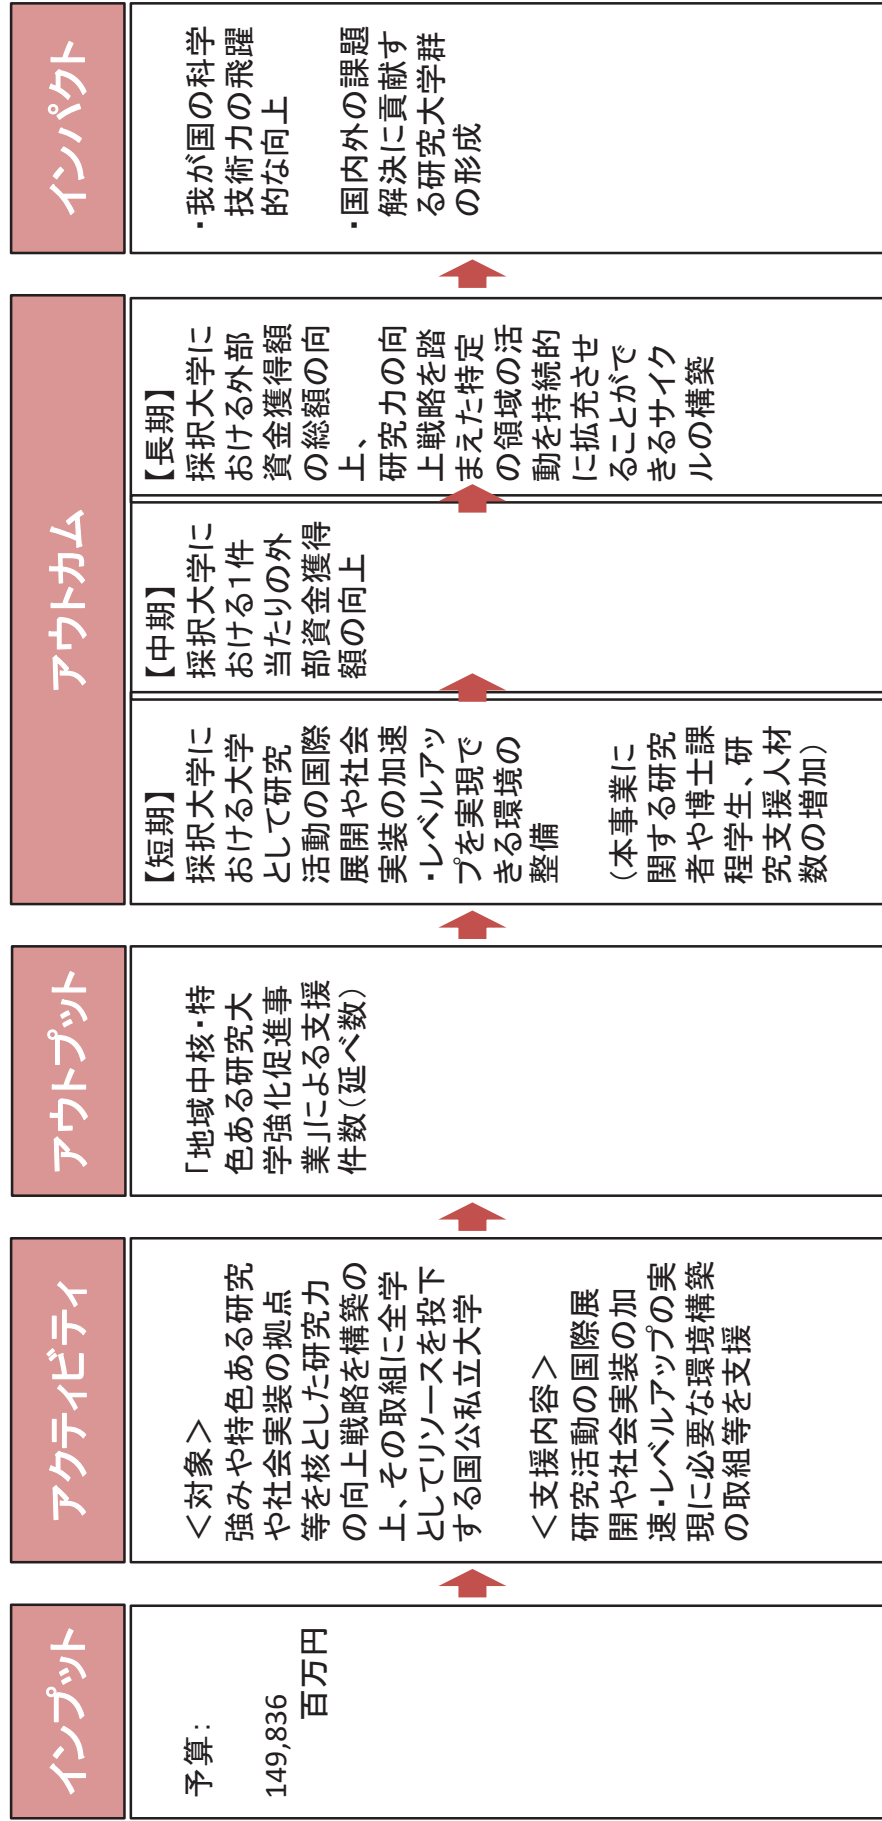 インプット
予算:
149,836
百万円
アクティビティ
＜対象＞
強みや特色ある研究
や社会実装の拠点
等を核とした研究力
の向上戦略を構築の
上、その取組に全学
としてリソースを投下
する国公私立大学
＜支援内容＞
研究活動の国際展
開や社会実装の加
速・レベルアップの実
現に必要な環境構築
の取組等を支援
アウトプット
「地域中核・特
色ある研究大
学強化促進事
業」による支援
件数(延べ数)
アウトカム
【短期】
採択大学に
おける大学
として研究
活動の国際
展開や社会
実装の加速
・レベルアッ
プを実現で
きる環境の
整備
(本事業に
関する研究
者や博士課
程学生、研
究支援人材
数の増加)
【中期】
採択大学に
おける1件
当たりの外
部資金獲得
額の向上
【長期】
採択大学に
おける外部
資金獲得額
の総額の向
上、
研究力の向
上戦略を踏
まえた特定
の領域の活
動を持続的
に拡充させ
ることがで
きるサイク
ルの構築
インパクト
・我が国の科学
技術力の飛躍
的な向上
・国内外の課題
解決に貢献す
る研究大学群
の形成